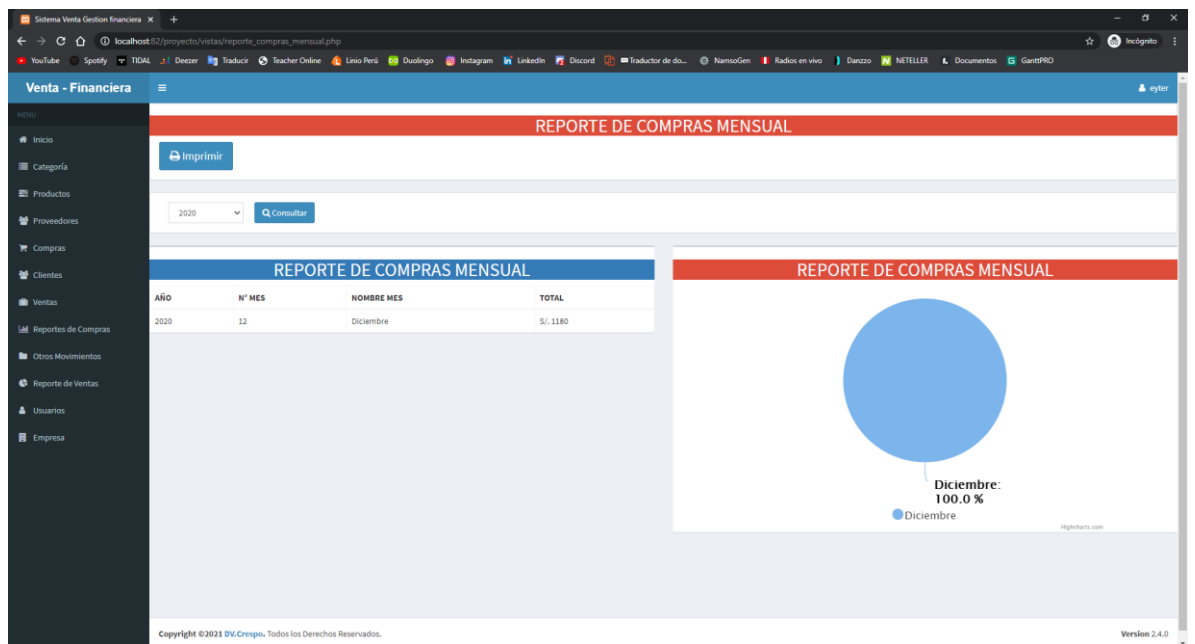 Sistema Venta Gestion financiera
localhost:82/proyecto/vistas/reporte_compras_mensual.php
Incógnito
YouTube Spotify TIDAL Deezer Traducir Teacher Online Linio Perú Duolingo Instagram LinkedIn Discord Traductor de do... NamsoGen Radios en vivo Danzzo NETELLER Documentos GanttPRO
Venta - Financiera
eyter
MENU
Inicio
Categoría
Productos
Proveedores
Compras
Clientes
Ventas
Reportes de Compras
Otros Movimientos
Reporte de Ventas
Usuarios
Empresa
REPORTE DE COMPRAS MENSUAL
Imprimir
2020
Consultar
REPORTE DE COMPRAS MENSUAL
AÑO N° MES NOMBRE MES TOTAL
2020 12 Diciembre S/. 1180
REPORTE DE COMPRAS MENSUAL
Diciembre:
100.0 %
Diciembre
Highcharts.com
Copyright ©2021 DV.Crespo. Todos los Derechos Reservados.
Version 2.4.0